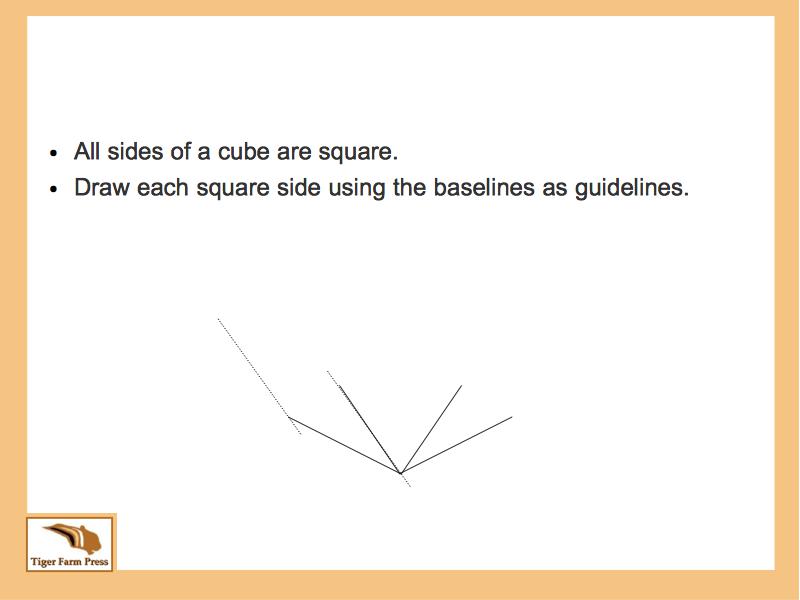 All sides of a cube are square.
Draw each square side using the baselines as guidelines.
Tiger Farm Press